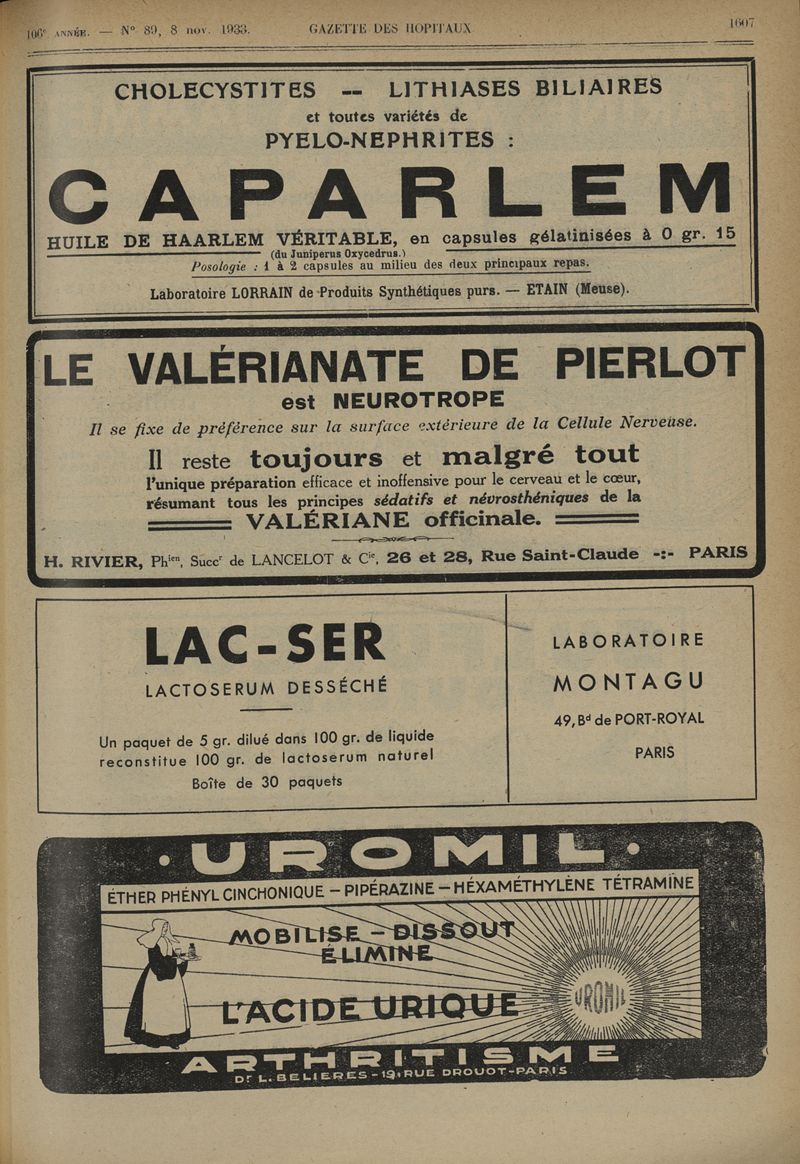 106e ANNÉE. — N° 89, 8 nov. 1933. GAZETTE DES HOPITAUX 1607
CHOLECYSTITES -- LITHIASES BILIAIRES
et toutes variétés de
PYELO-NEPHRITES :
CAPARLEM
HUILE DE HAARLEM VÉRITABLE, en capsules gélatinisées à 0 gr. 15
(du Juniperus Oxycedrus.)
Posologie : 1 à 2 capsules au milieu des deux principaux repas.
Laboratoire LORRAIN de Produits Synthétiques purs. — ETAIN (Meuse).
LE VALÉRIANATE DE PIERLOT
est NEUROTROPE
Il se fixe de préférence sur la surface extérieure de la Cellule Nerveuse.
Il reste toujours et malgré tout
l'unique préparation efficace et inoffensive pour le cerveau et le cœur,
résumant tous les principes sédatifs et névrosthéniques de la
VALÉRIANE officinale.
H. RIVIER, Phien, Succr de LANCELOT & Cie, 26 et 28, Rue Saint-Claude -:- PARIS
LAC-SER
LACTOSERUM DESSÉCHÉ
Un paquet de 5 gr. dilué dans 100 gr. de liquide
reconstitue 100 gr. de lactoserum naturel
Boîte de 30 paquets
LABORATOIRE
MONTAGU
49, Bd de PORT-ROYAL
PARIS
·UROMIL·
ÉTHER PHÉNYL CINCHONIQUE – PIPÉRAZINE – HÉXAMÉTHYLÈNE TÉTRAMINE
MOBILISE – DISSOUT
ÉLIMINE
L'ACIDE URIQUE
UROMIL
ARTHRITISME
Dr L. BELIERES - 19, RUE DROUOT - PARIS